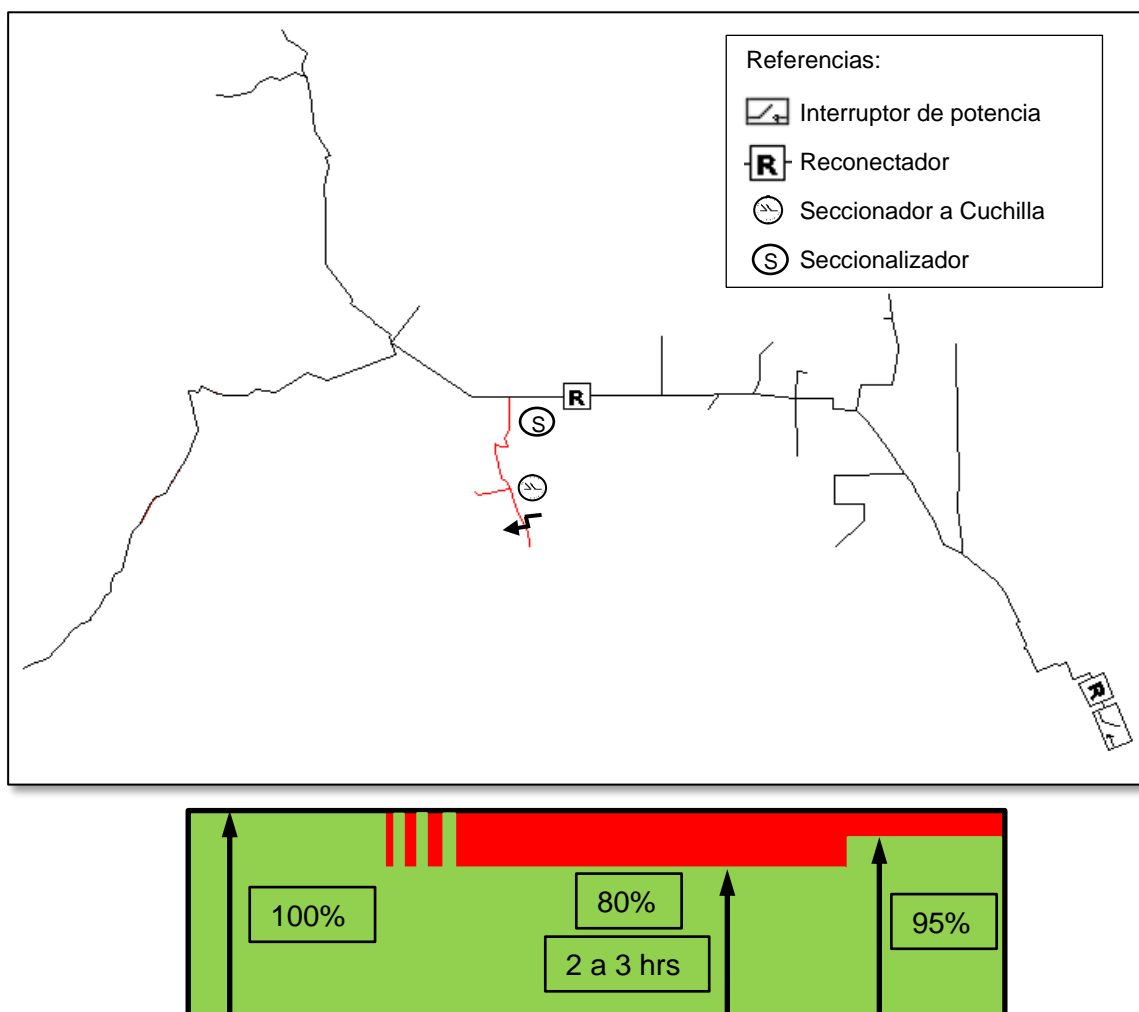 Referencias:
Interruptor de potencia
R Reconectador
Seccionador a Cuchilla
S Seccionalizador
R
S
R
100%
80%
95%
2 a 3 hrs